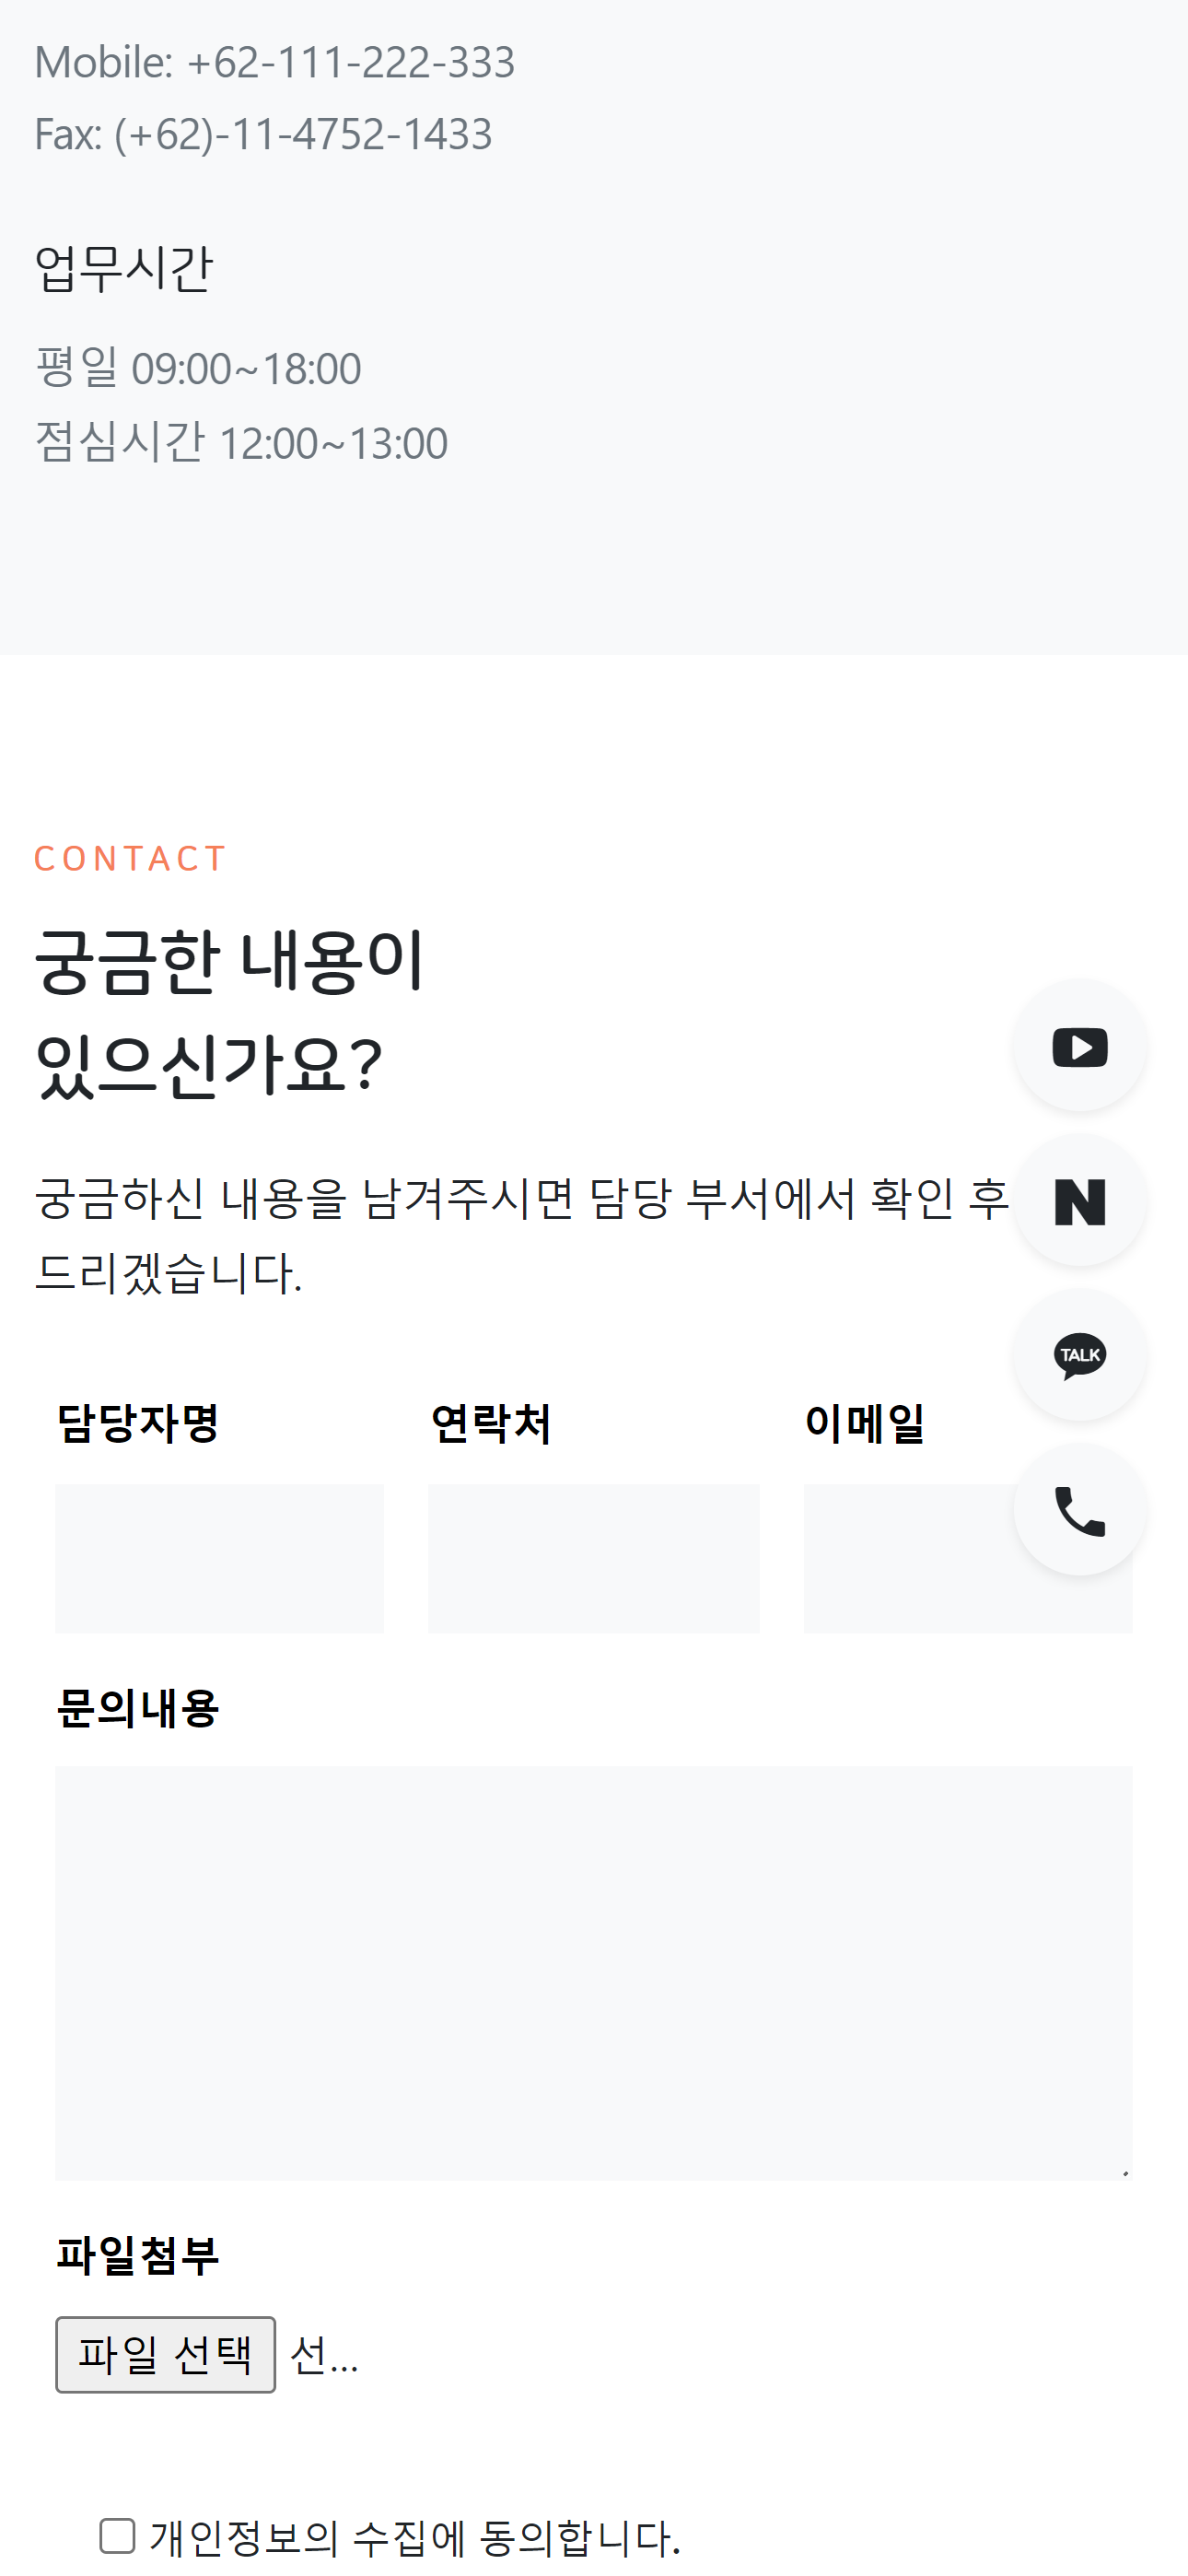 Mobile: +62-111-222-333
Fax: (+62)-11-4752-1433
업무시간
평일 09:00~18:00
점심시간 12:00~13:00
CONTACT
궁금한 내용이
있으신가요?
궁금하신 내용을 남겨주시면 담당 부서에서 확인 후
드리겠습니다.
N
TALK
담당자명 연락처 이메일
문의내용
파일첨부
파일 선택 선...
개인정보의 수집에 동의합니다.